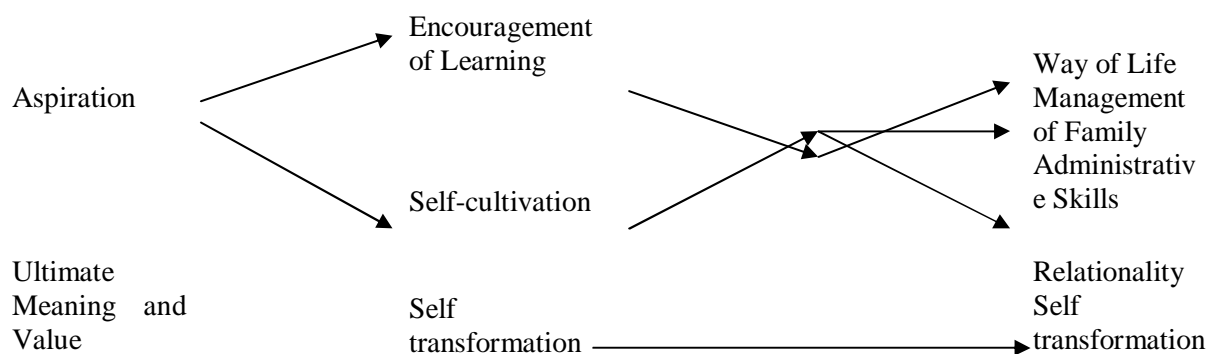 Aspiration
Encouragement
of Learning
Self-cultivation
Way of Life
Management
of Family
Administrativ
e Skills
Ultimate
Meaning and
Value
Self
transformation
Relationality
Self
transformation